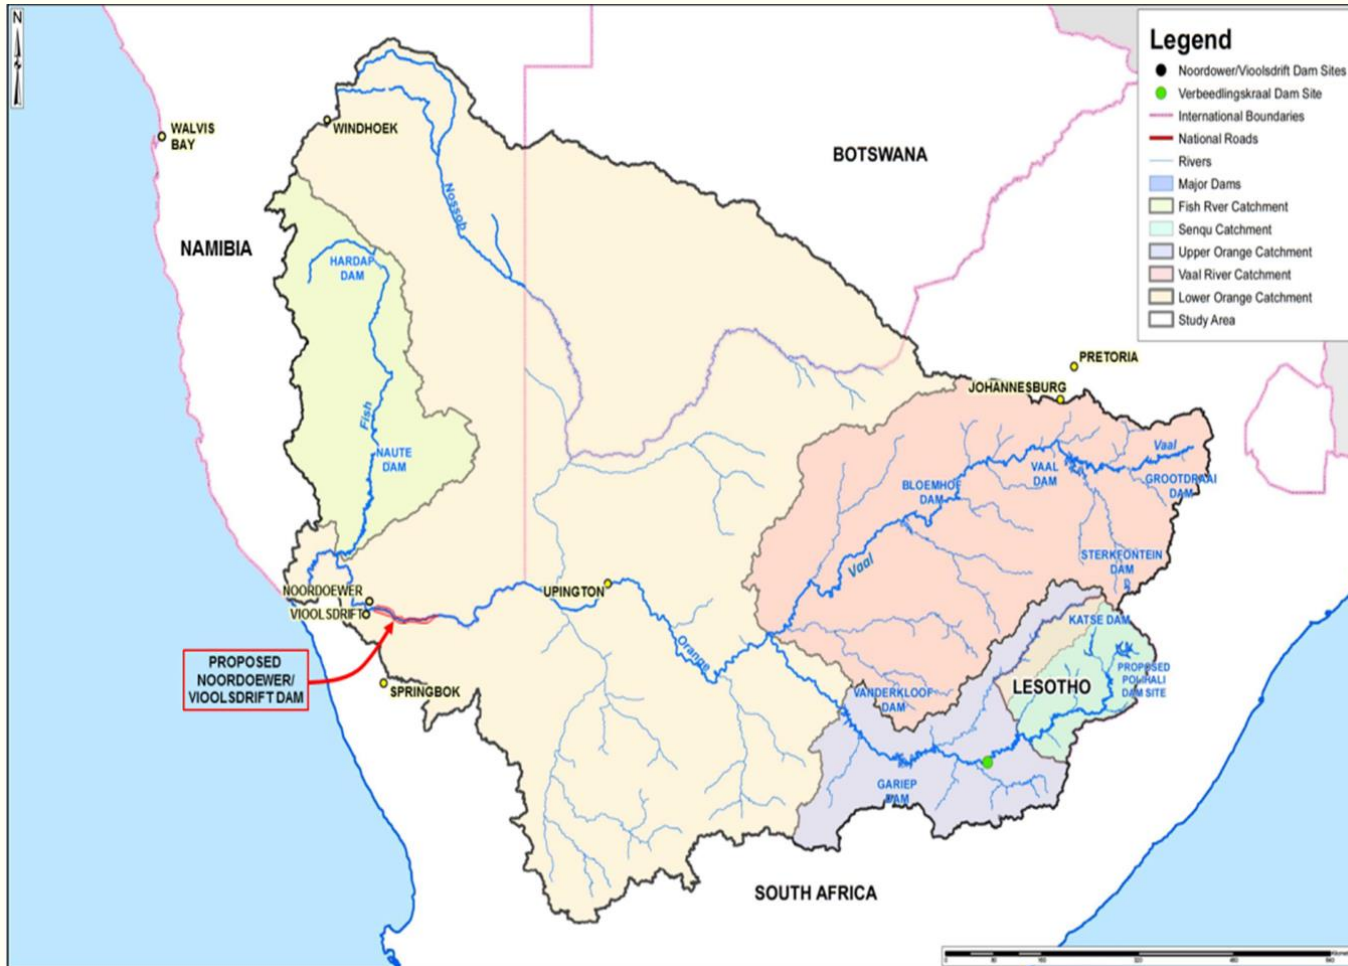 N
WALVIS
BAY
WINDHOEK
BOTSWANA
NAMIBIA
Nossob
HARDAP
DAM
Fish
NAUTE
DAM
NOORDOEWER
VIOOLSDRIFT
UPINGTON
Orange
PROPOSED
NOORDOEWER/
VIOOLSDRIFT DAM
SPRINGBOK
PRETORIA
JOHANNESBURG
Vaal
VAAL
DAM
GROOTDRAAI
DAM
BLOEMHOF
DAM
Vaal
STERKFONTEIN
DAM
KATSE DAM
PROPOSED
POLIHALI
DAM SITE
LESOTHO
VANDERKLOOF
DAM
GARIEP
DAM
SOUTH AFRICA
Legend
Noordower/Vioolsdrift Dam Sites
Verbeedlingskraal Dam Site
International Boundaries
National Roads
Rivers
Major Dams
Fish Rver Catchment
Senqu Catchment
Upper Orange Catchment
Vaal River Catchment
Lower Orange Catchment
Study Area